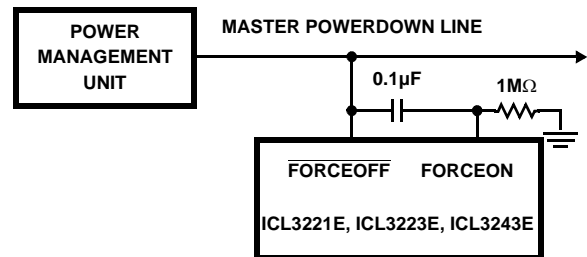 POWER
MANAGEMENT
UNIT
MASTER POWERDOWN LINE
0.1µF
1MΩ
FORCEOFF FORCEON
ICL3221E, ICL3223E, ICL3243E